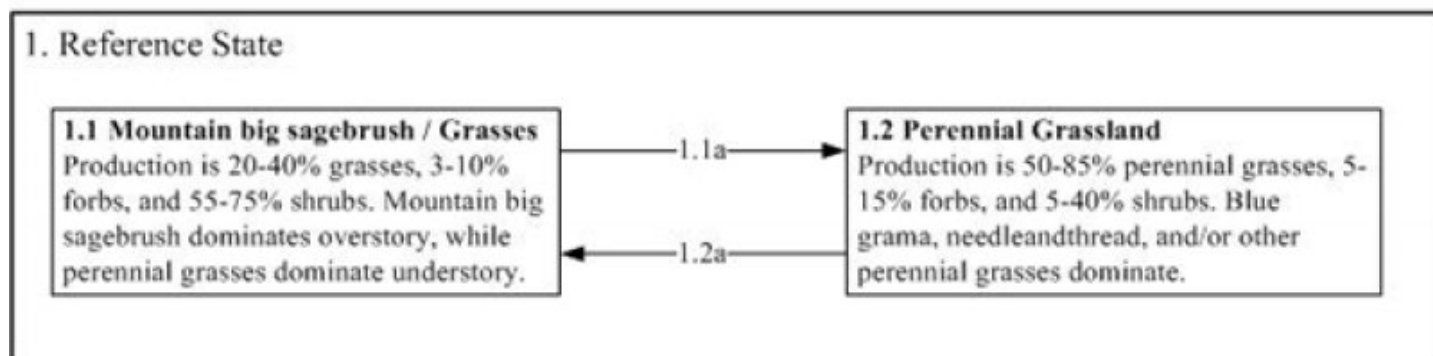 1. Reference State
1.1 Mountain big sagebrush / Grasses
Production is 20-40% grasses, 3-10%
forbs, and 55-75% shrubs. Mountain big
sagebrush dominates overstory, while
perennial grasses dominate understory.
1.1a
1.2a
1.2 Perennial Grassland
Production is 50-85% perennial grasses, 5-
15% forbs, and 5-40% shrubs. Blue
grama, needleandthread, and/or other
perennial grasses dominate.